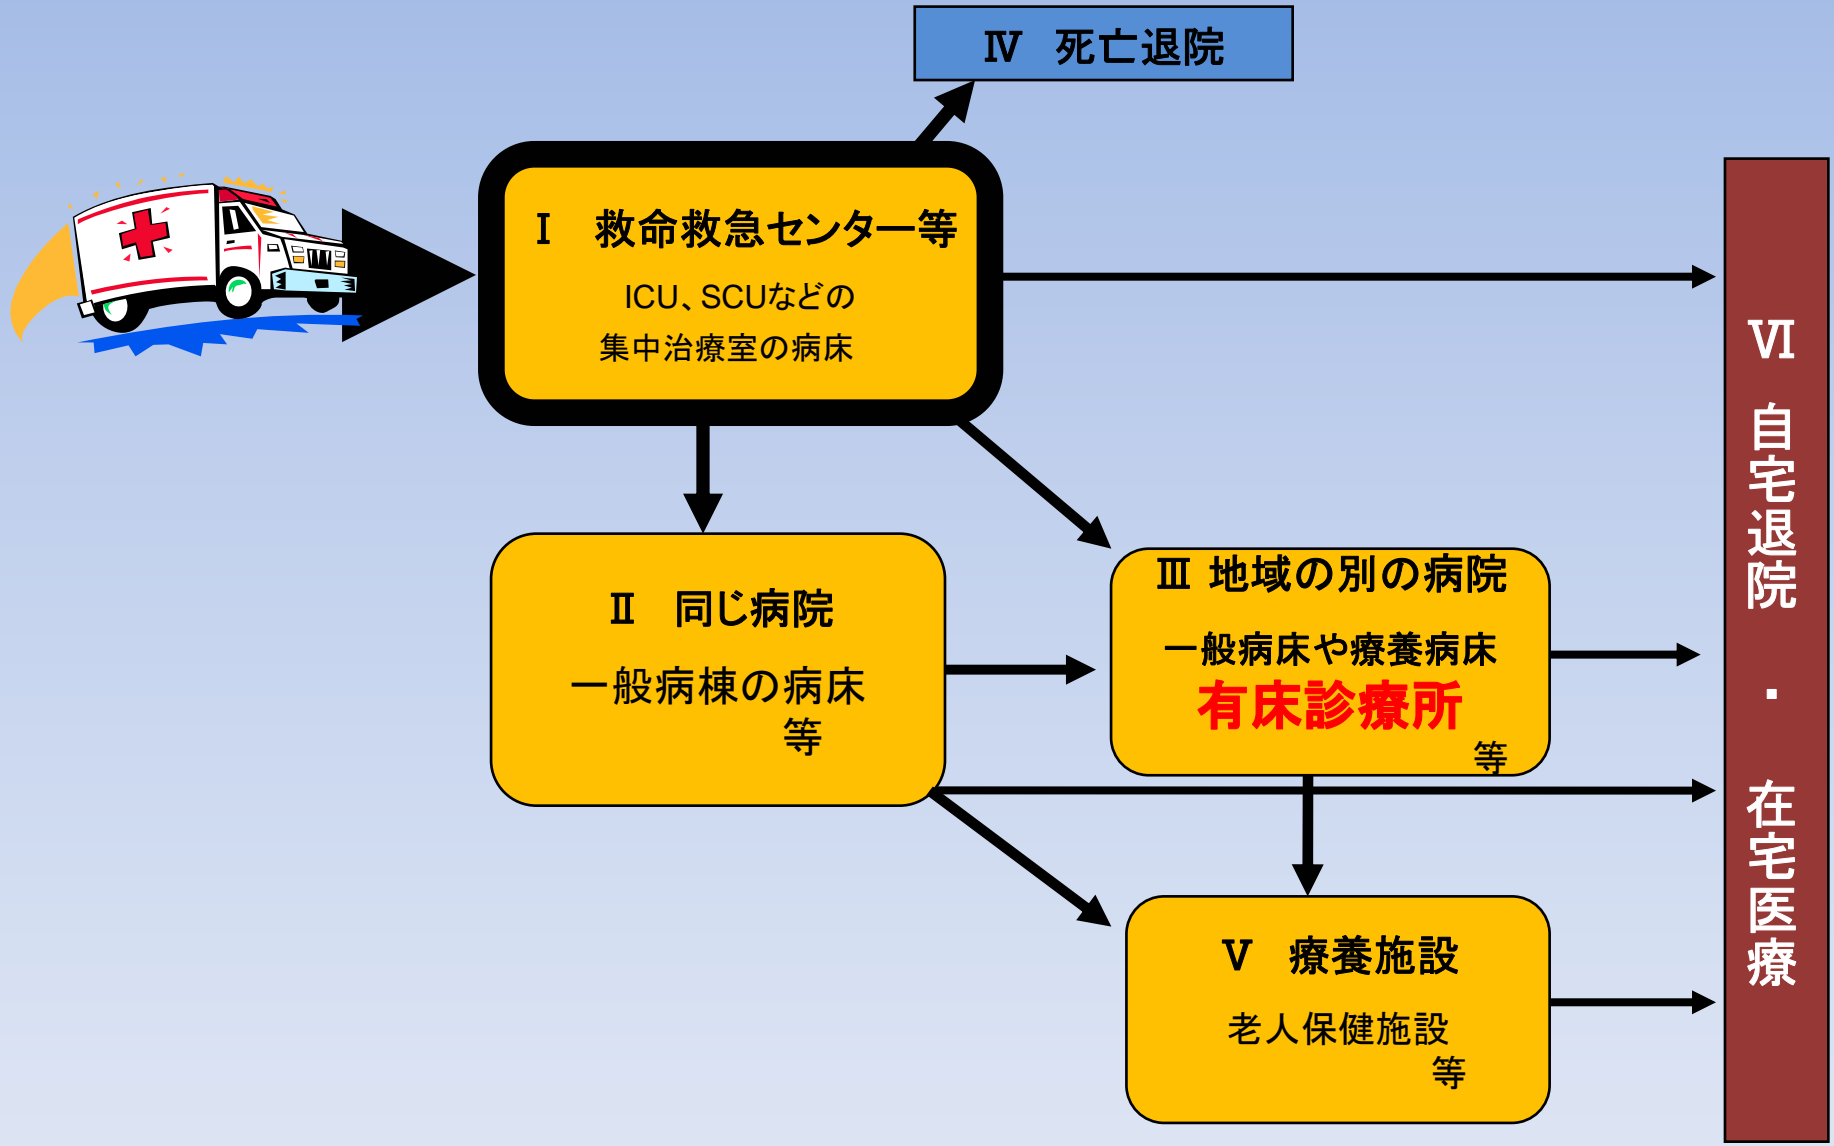 Ⅳ 死亡退院
Ⅰ 救命救急センター等
ICU、SCUなどの
集中治療室の病床
Ⅱ 同じ病院
一般病棟の病床
等
Ⅲ 地域の別の病院
一般病床や療養病床
有床診療所
等
Ⅴ 療養施設
老人保健施設
等
Ⅵ 自宅退院・在宅医療